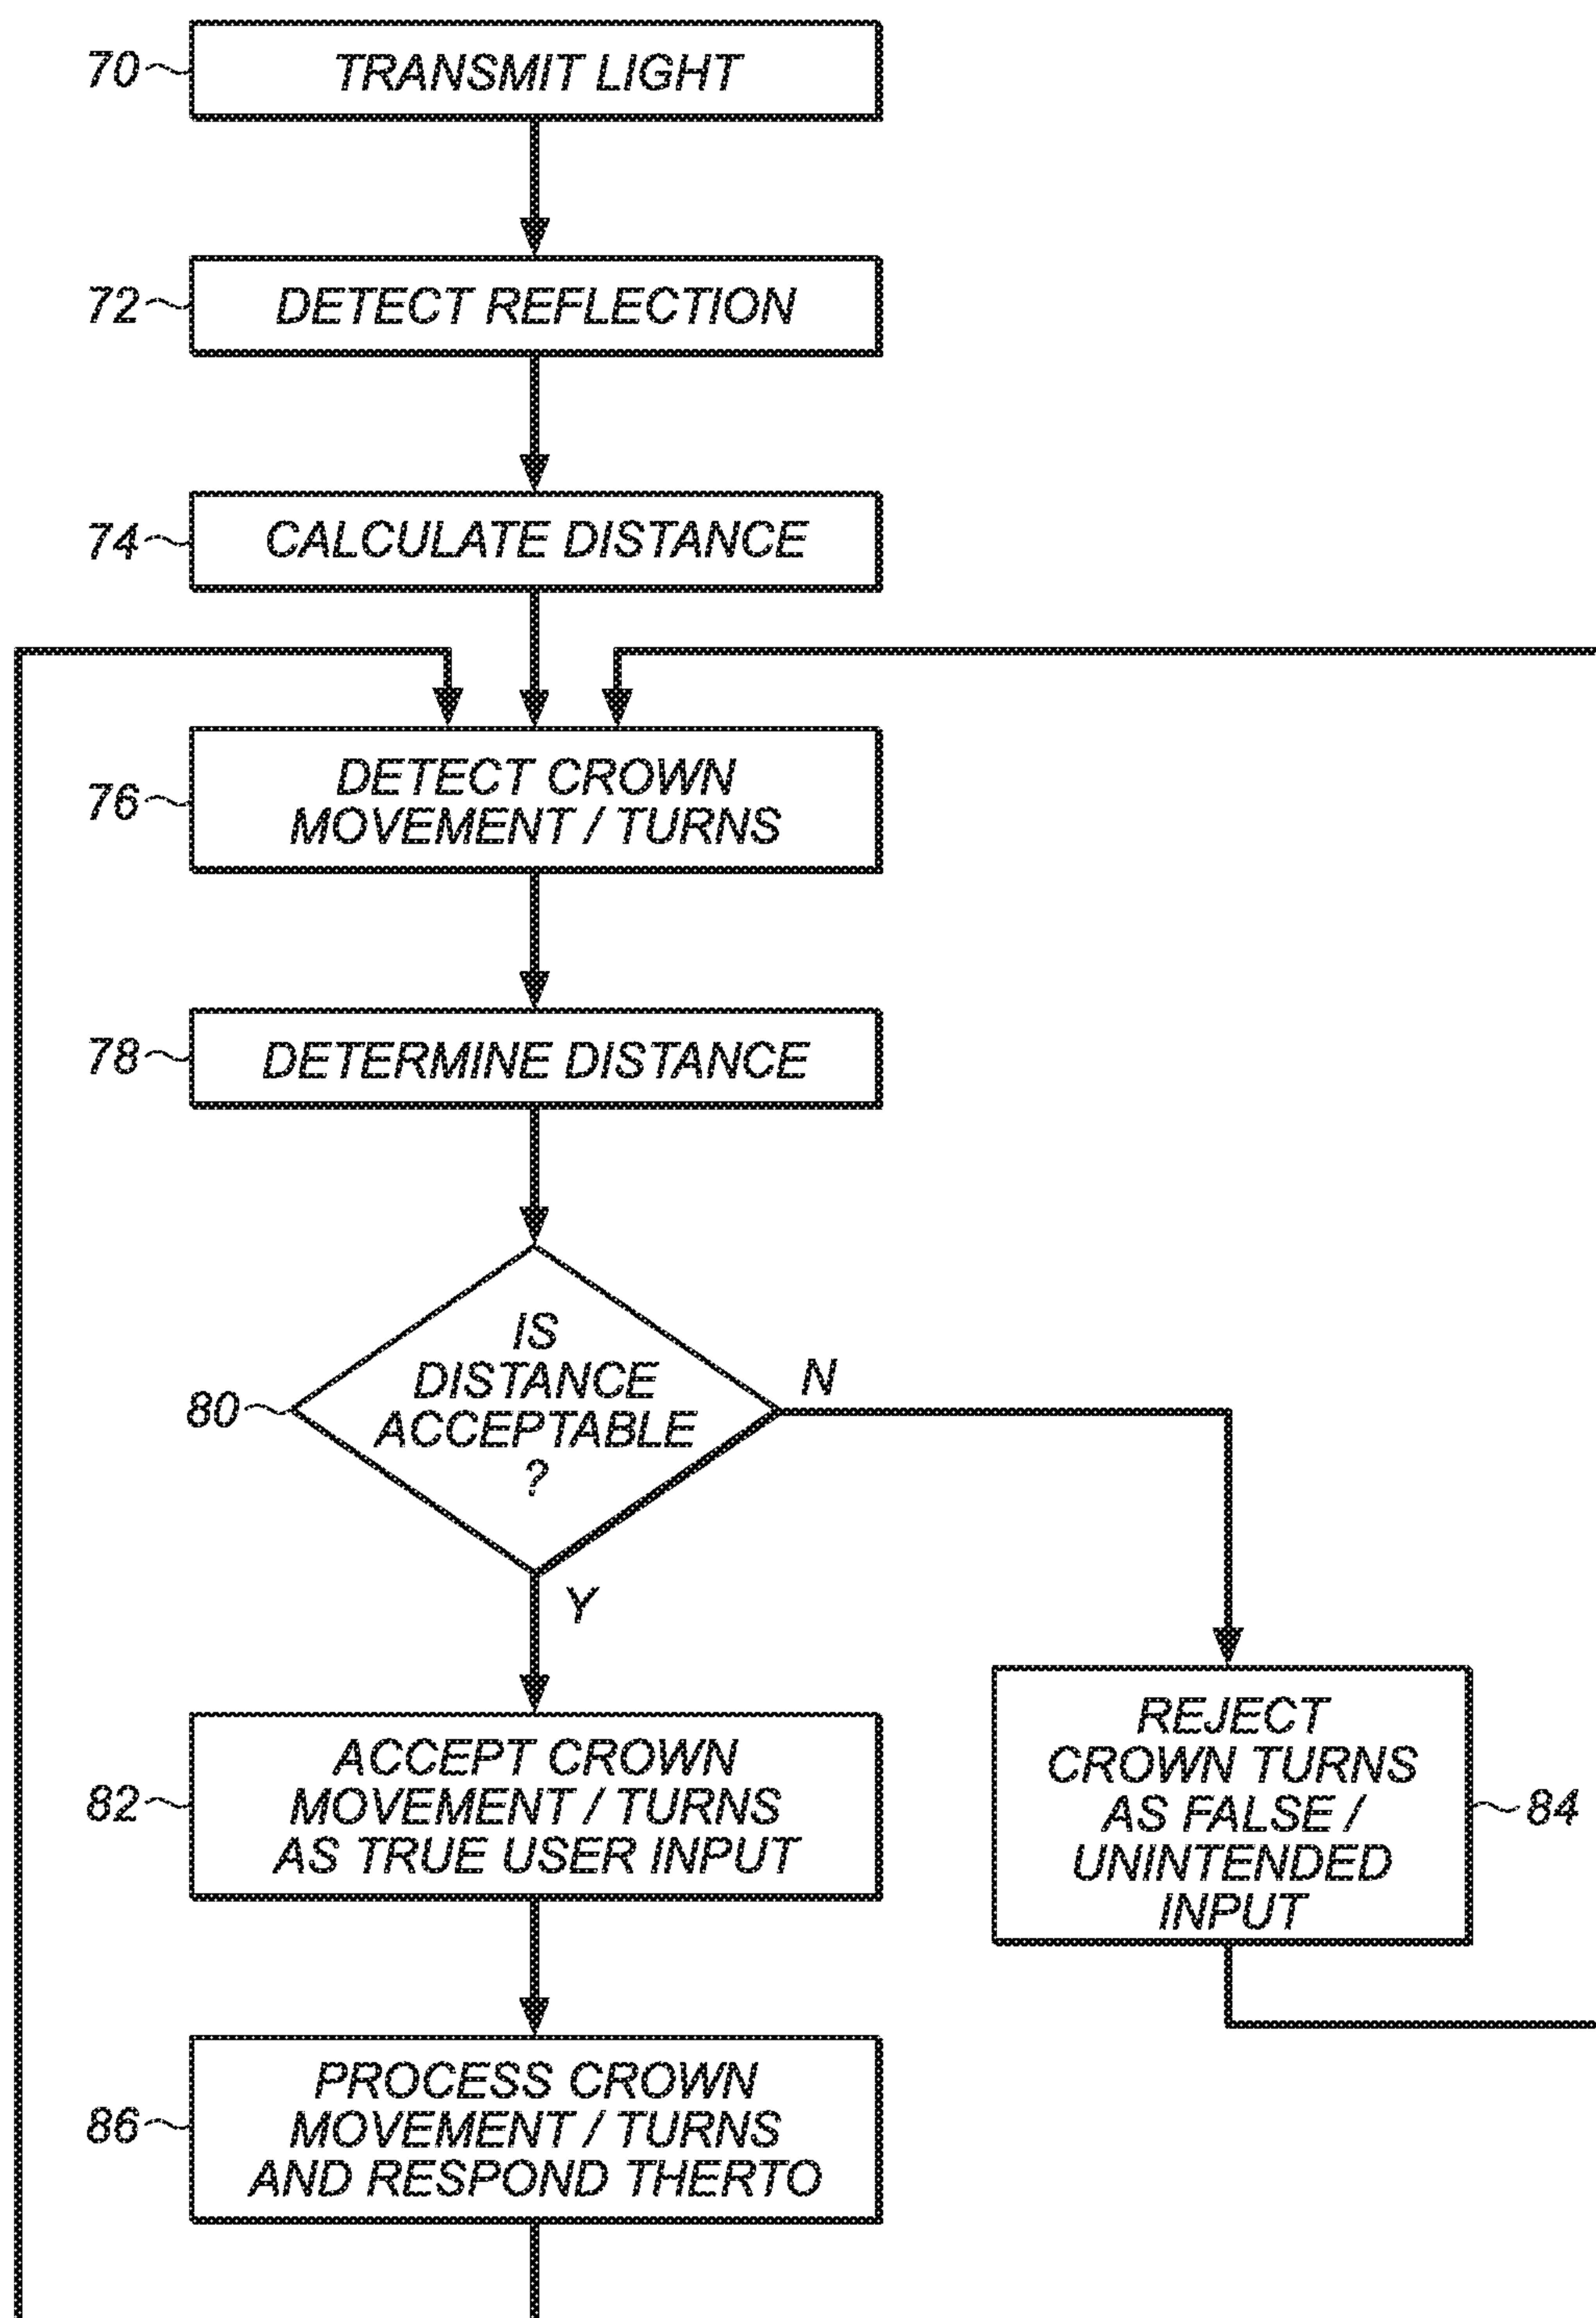 70
TRANSMIT LIGHT
72
DETECT REFLECTION
74
CALCULATE DISTANCE
76
DETECT CROWN
MOVEMENT / TURNS
78
DETERMINE DISTANCE
80
IS
DISTANCE
ACCEPTABLE
?
N
Y
82
ACCEPT CROWN
MOVEMENT / TURNS
AS TRUE USER INPUT
REJECT
CROWN TURNS
AS FALSE /
UNINTENDED
INPUT
84
86
PROCESS CROWN
MOVEMENT / TURNS
AND RESPOND THERTO